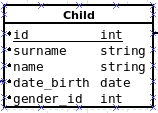 Child
id int
surname string
name string
date_birth date
gender_id int